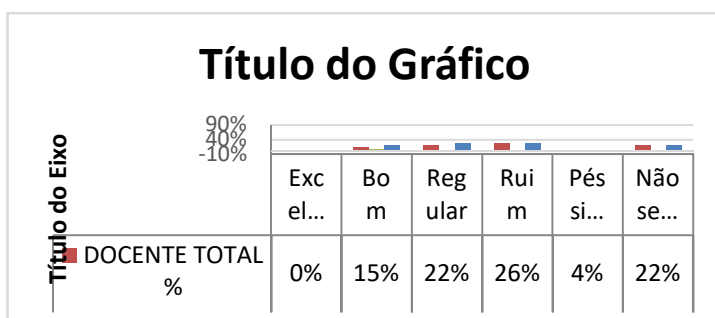 Título do Gráfico
Título do Eixo
90%
40%
-10%
Exc
el...
Bo
m
Reg
ular
Rui
m
Pés
si...
Não
se...
DOCENTE TOTAL
%
0% 15% 22% 26% 4% 22%